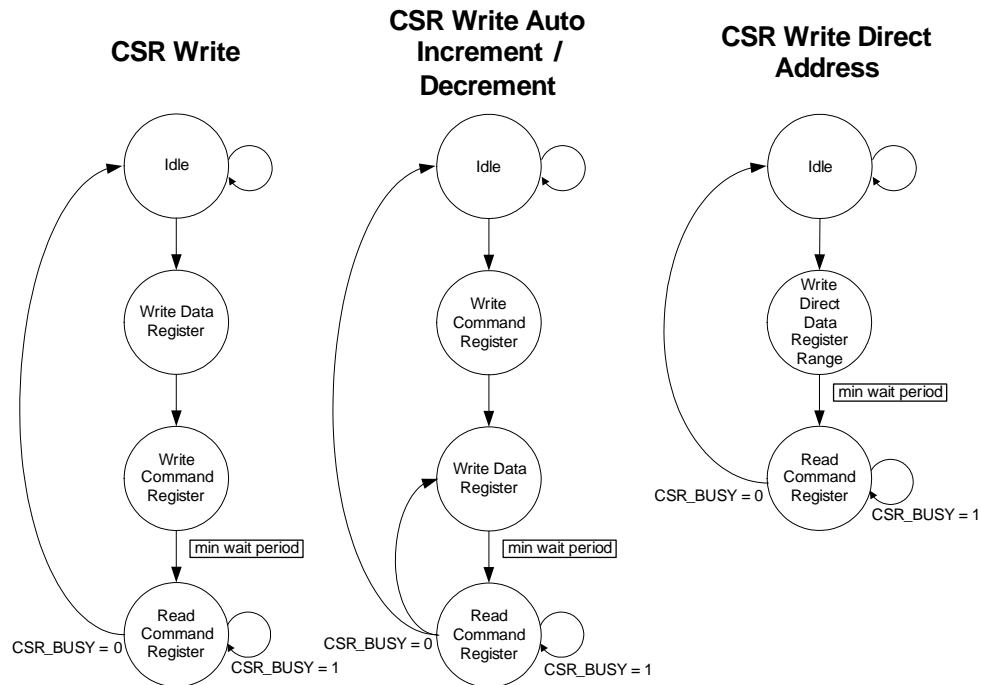 CSR Write
Idle
Write Data
Register
Write
Command
Register
min wait period
Read
Command
Register
CSR_BUSY = 0
CSR_BUSY = 1
CSR Write Auto
Increment /
Decrement
Idle
Write
Command
Register
Write Data
Register
min wait period
Read
Command
Register
CSR_BUSY = 0
CSR_BUSY = 1
CSR Write Direct
Address
Idle
Write
Direct
Data
Register
Range
min wait period
Read
Command
Register
CSR_BUSY = 0
CSR_BUSY = 1